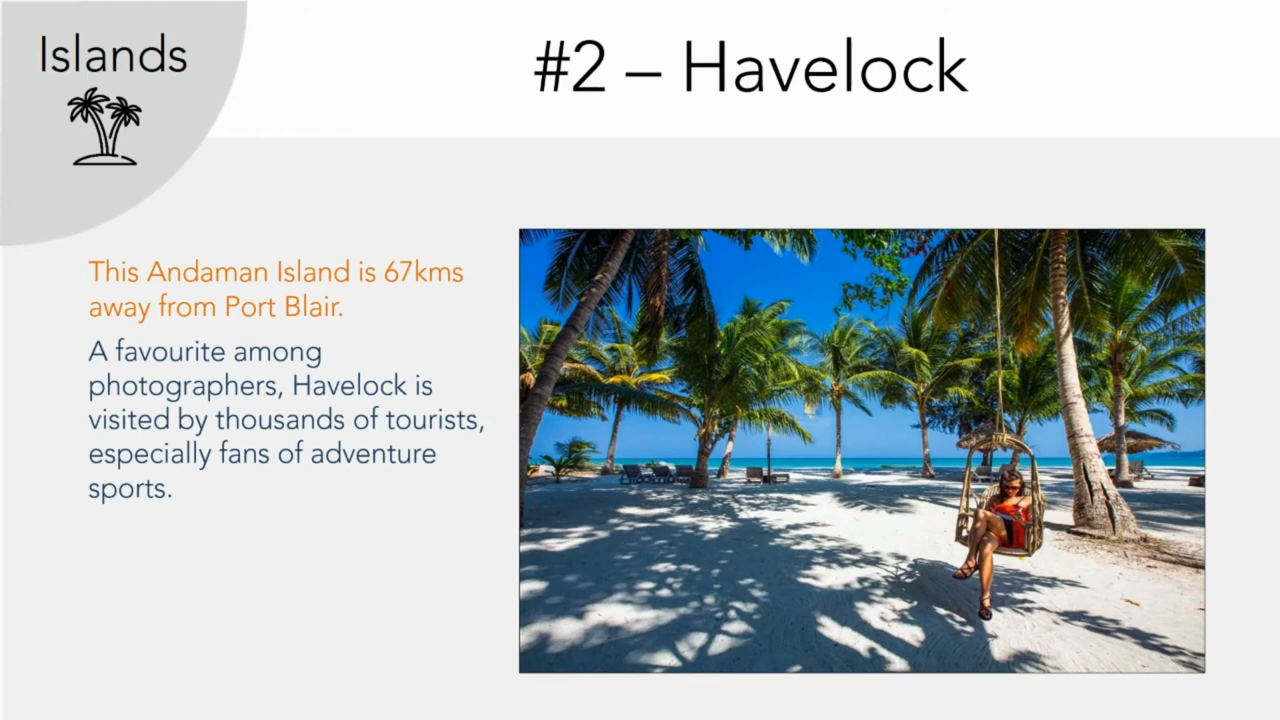 Islands
#2 – Havelock
This Andaman Island is 67kms
away from Port Blair.
A favourite among
photographers, Havelock is
visited by thousands of tourists,
especially fans of adventure
sports.